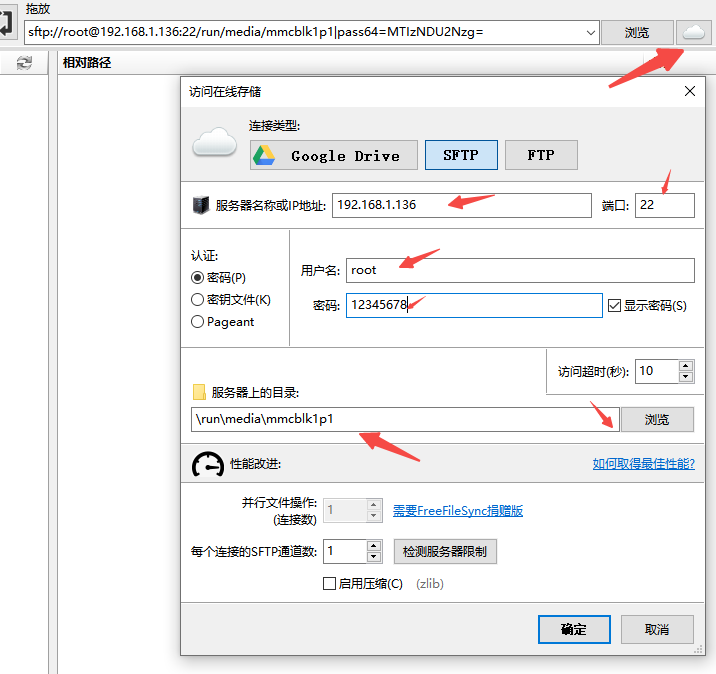 拖放
sftp://root@192.168.1.136:22/run/media/mmcblk1p1|pass64=MTIzNDU2Nzg=
浏览
相对路径
访问在线存储
连接类型:
Google Drive
SFTP
FTP
服务器名称或IP地址: 192.168.1.136
端口: 22
认证:
密码(P)
密钥文件(K)
Pageant
用户名: root
密码: 12345678
显示密码(S)
访问超时(秒): 10
服务器上的目录:
\run\media\mmcblk1p1
浏览
性能改进:
如何取得最佳性能?
并行文件操作:
(连接数)
1
需要FreeFileSync捐赠版
每个连接的SFTP通道数: 1
检测服务器限制
启用压缩(C) (zlib)
确定
取消